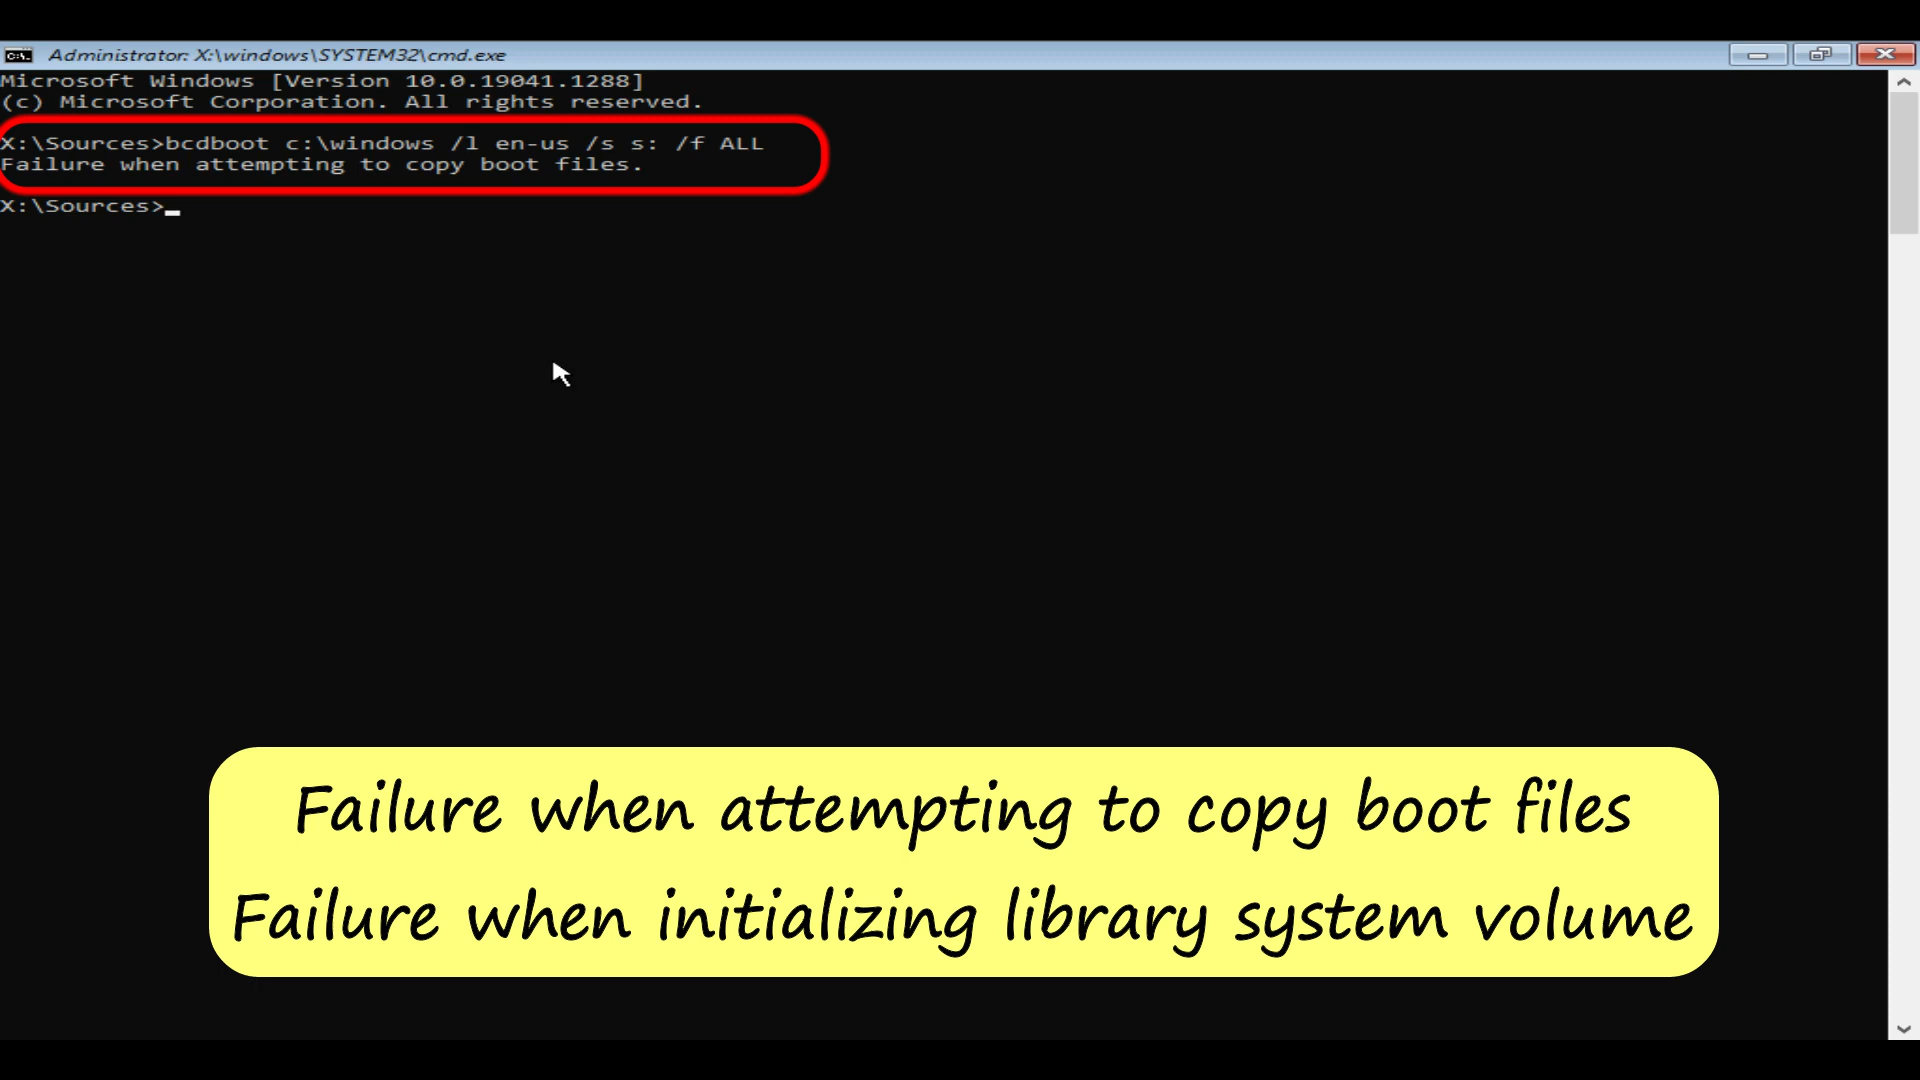 Administrator: X:\windows\SYSTEM32\cmd.exe
Microsoft Windows [Version 10.0.19041.1288]
(c) Microsoft Corporation. All rights reserved.
X:\Sources>bcdboot c:\windows /l en-us /s s: /f ALL
Failure when attempting to copy boot files.
X:\Sources>
Failure when attempting to copy boot files
Failure when initializing library system volume